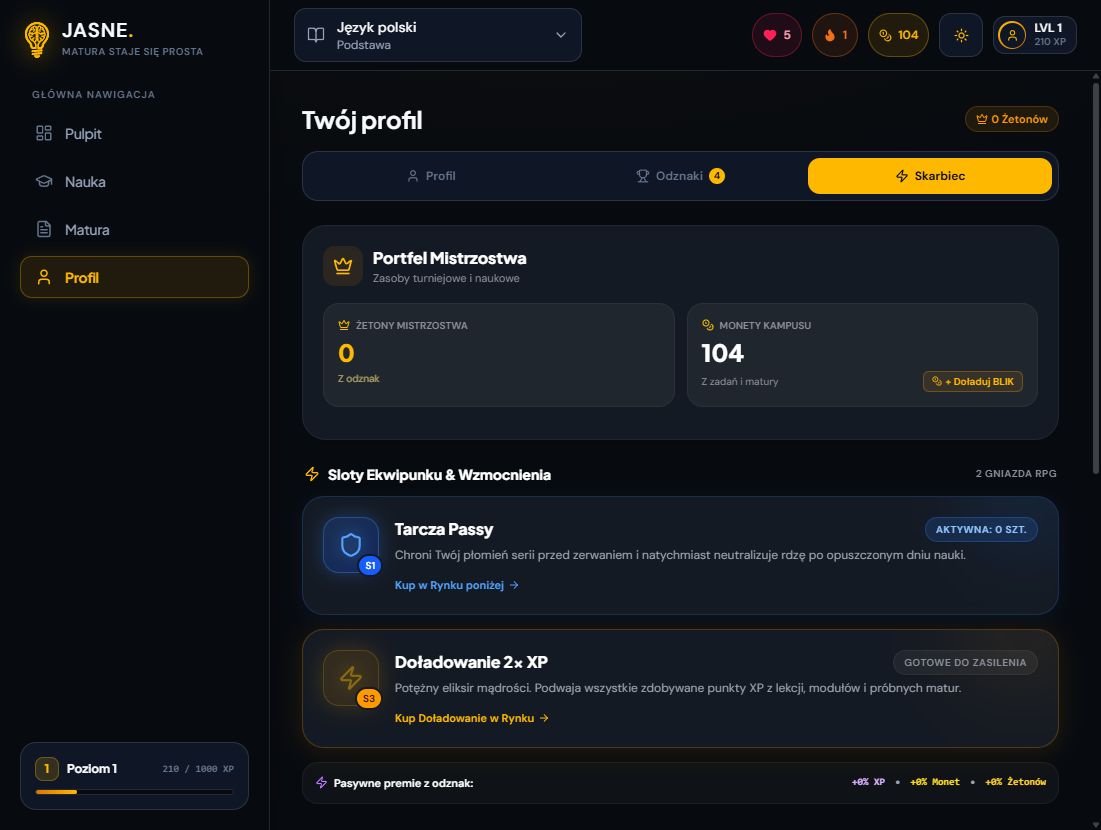 JASNE.
MATURA STAJE SIĘ PROSTA
GŁÓWNA NAWIGACJA
Pulpit
Nauka
Matura
Profil
1
Poziom 1
210 / 1000 XP
Język polski
Podstawa
5
1
104
LVL 1
210 XP
Twój profil
0 Żetonów
Profil
Odznaki 4
Skarbiec
Portfel Mistrzostwa
Zasoby turniejowe i naukowe
ŻETONY MISTRZOSTWA
0
Z odznak
MONETY KAMPUSU
104
Z zadań i matury
+ Doładuj BLIK
Sloty Ekwipunku & Wzmocnienia
2 GNIAZDA RPG
S1
Tarcza Passy
AKTYWNA: 0 SZT.
Chroni Twój płomień serii przed zerwaniem i natychmiast neutralizuje rdzę po opuszczonym dniu nauki.
Kup w Rynku poniżej →
S3
Doładowanie 2× XP
GOTOWE DO ZASILENIA
Potężny eliksir mądrości. Podwaja wszystkie zdobywane punkty XP z lekcji, modułów i próbnych matur.
Kup Doładowanie w Rynku →
Pasywne premie z odznak:
+0% XP • +0% Monet • +0% Żetonów